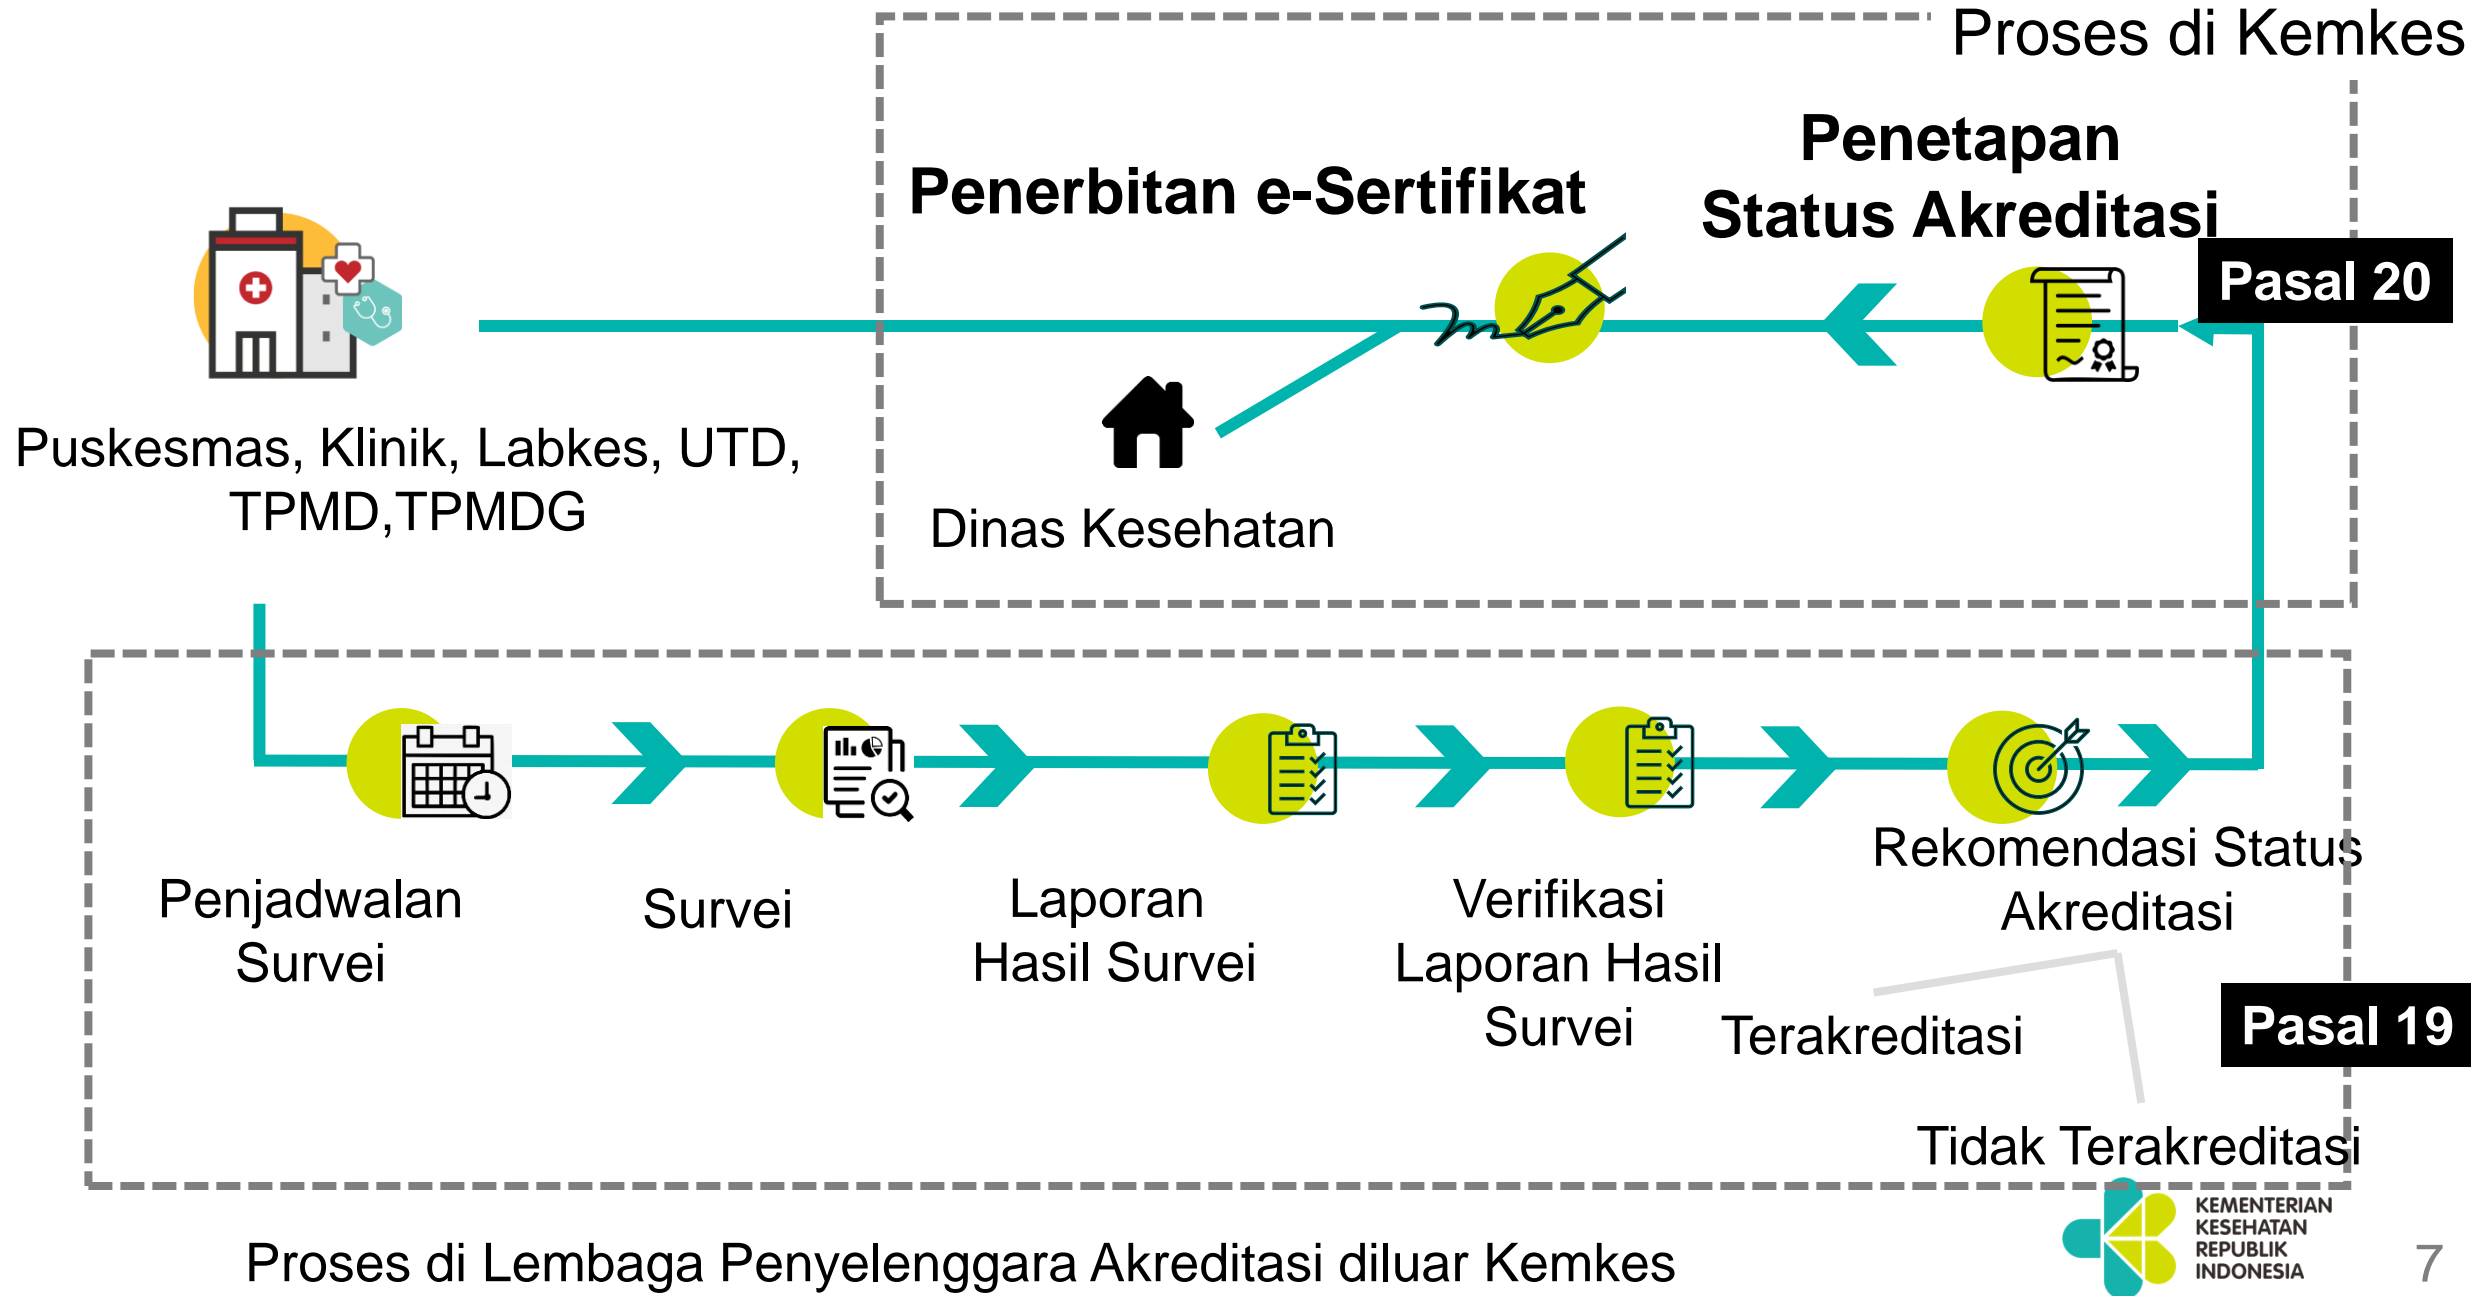 Proses di Kemkes
Penetapan
Status Akreditasi
Penerbitan e-Sertifikat
Pasal 20
Puskesmas, Klinik, Labkes, UTD,
TPMD,TPMDG
Dinas Kesehatan
Penjadwalan
Survei
Survei
Laporan
Hasil Survei
Verifikasi
Laporan Hasil
Survei
Rekomendasi Status
Akreditasi
Terakreditasi
Pasal 19
Tidak Terakreditasi
Proses di Lembaga Penyelenggara Akreditasi diluar Kemkes
KEMENTERIAN
KESEHATAN
REPUBLIK
INDONESIA
7